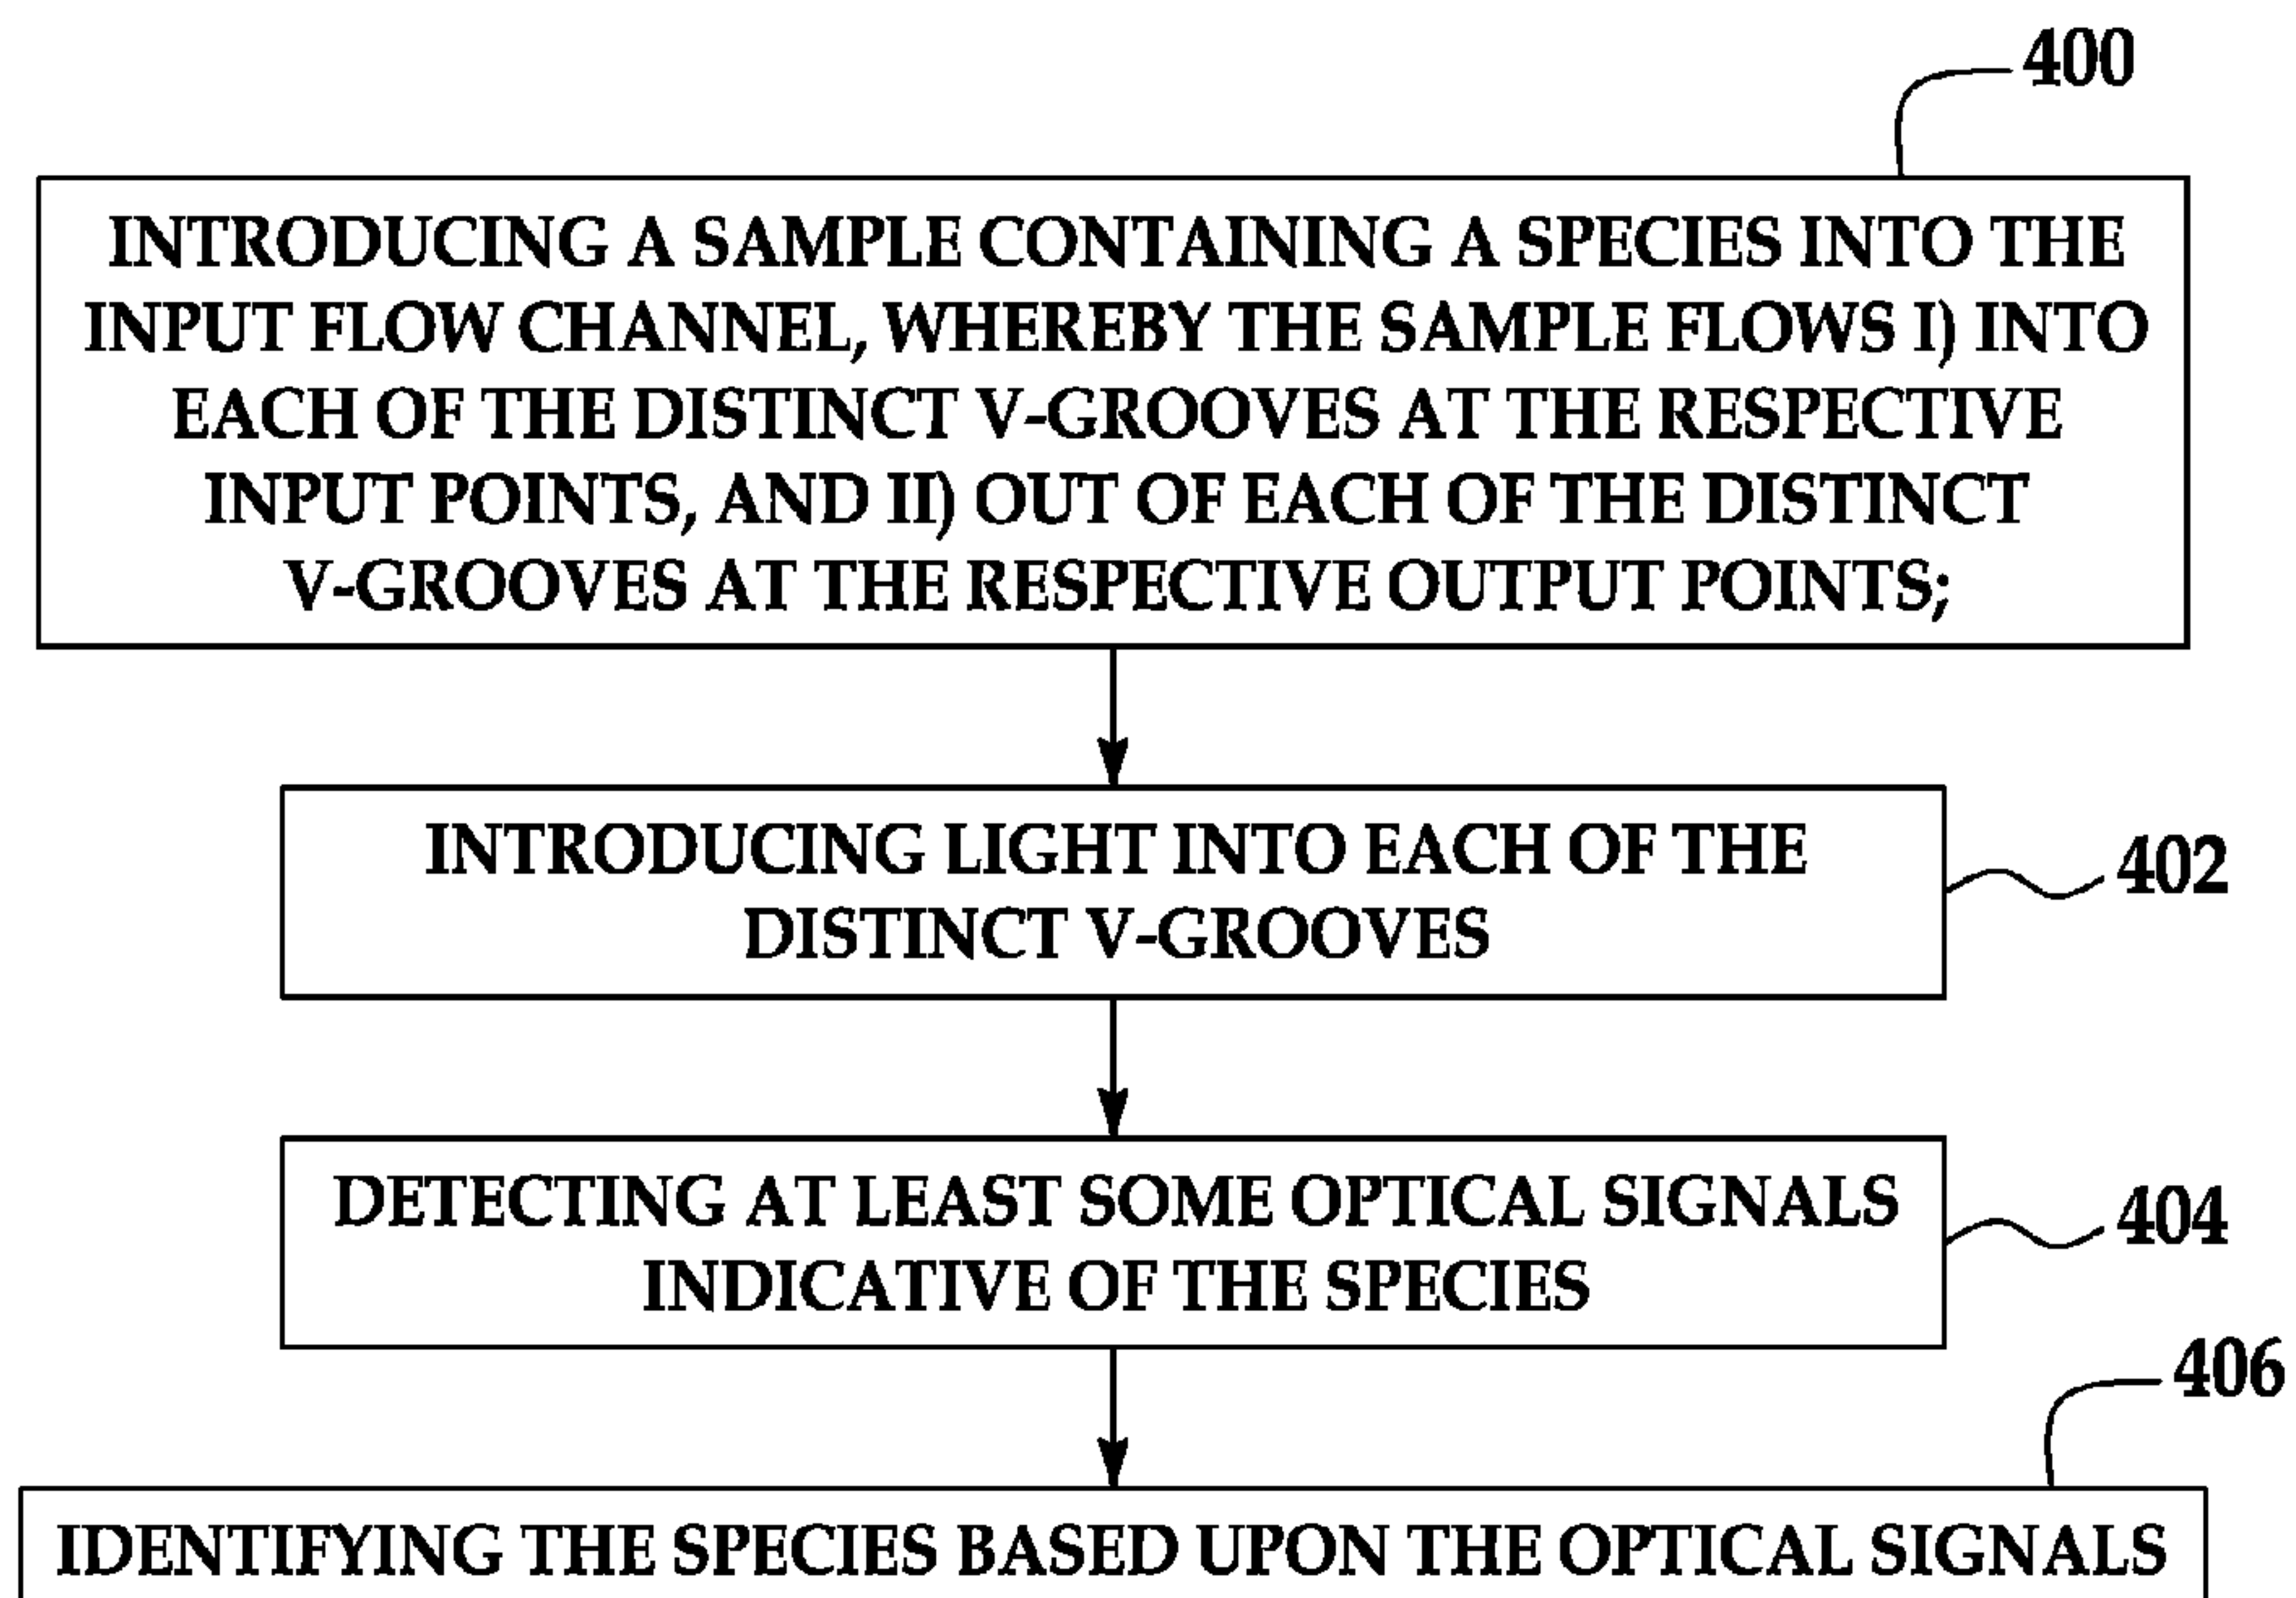 400
INTRODUCING A SAMPLE CONTAINING A SPECIES INTO THE
INPUT FLOW CHANNEL, WHEREBY THE SAMPLE FLOWS I) INTO
EACH OF THE DISTINCT V-GROOVES AT THE RESPECTIVE
INPUT POINTS, AND II) OUT OF EACH OF THE DISTINCT
V-GROOVES AT THE RESPECTIVE OUTPUT POINTS;
INTRODUCING LIGHT INTO EACH OF THE
DISTINCT V-GROOVES
402
DETECTING AT LEAST SOME OPTICAL SIGNALS
INDICATIVE OF THE SPECIES
404
406
IDENTIFYING THE SPECIES BASED UPON THE OPTICAL SIGNALS